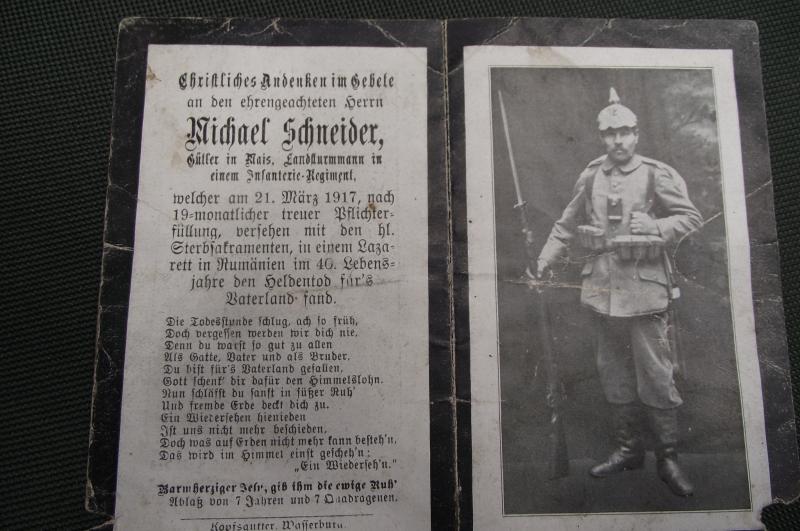 Christliches Andenken im Gebete
an den ehrengeachteten Herrn
Michael Schneider,
Gütler in Mais, Landsturmmann in
einem Infanterie-Regiment,
welcher am 21. März 1917, nach
19-monatlicher treuer Pflichter-
füllung, versehen mit den hl.
Sterbsakramenten, in einem Laza-
rett in Rumänien im 40. Lebens-
jahre den Heldentod für's
Vaterland fand.
Die Todesstunde schlug, ach so früh,
Doch vergessen werden wir dich nie,
Denn du warst so gut zu allen
Als Gatte, Vater und als Bruder.
Du bist für's Vaterland gefallen,
Gott schenk' dir dafür den Himmelslohn.
Nun schläfst du sanft in süßer Ruh'
Und fremde Erde deckt dich zu.
Ein Wiedersehen hienieden
Ist uns nicht mehr beschieden,
Doch was auf Erden nicht mehr kann besteh'n,
Das wird im Himmel einst gescheh'n:
„Ein Wiederseh'n.“
Barmherziger Jesu, gib ihm die ewige Ruh'
Ablaß von 7 Jahren und 7 Quadragenen.
Kopfgutter, Wasserburg.